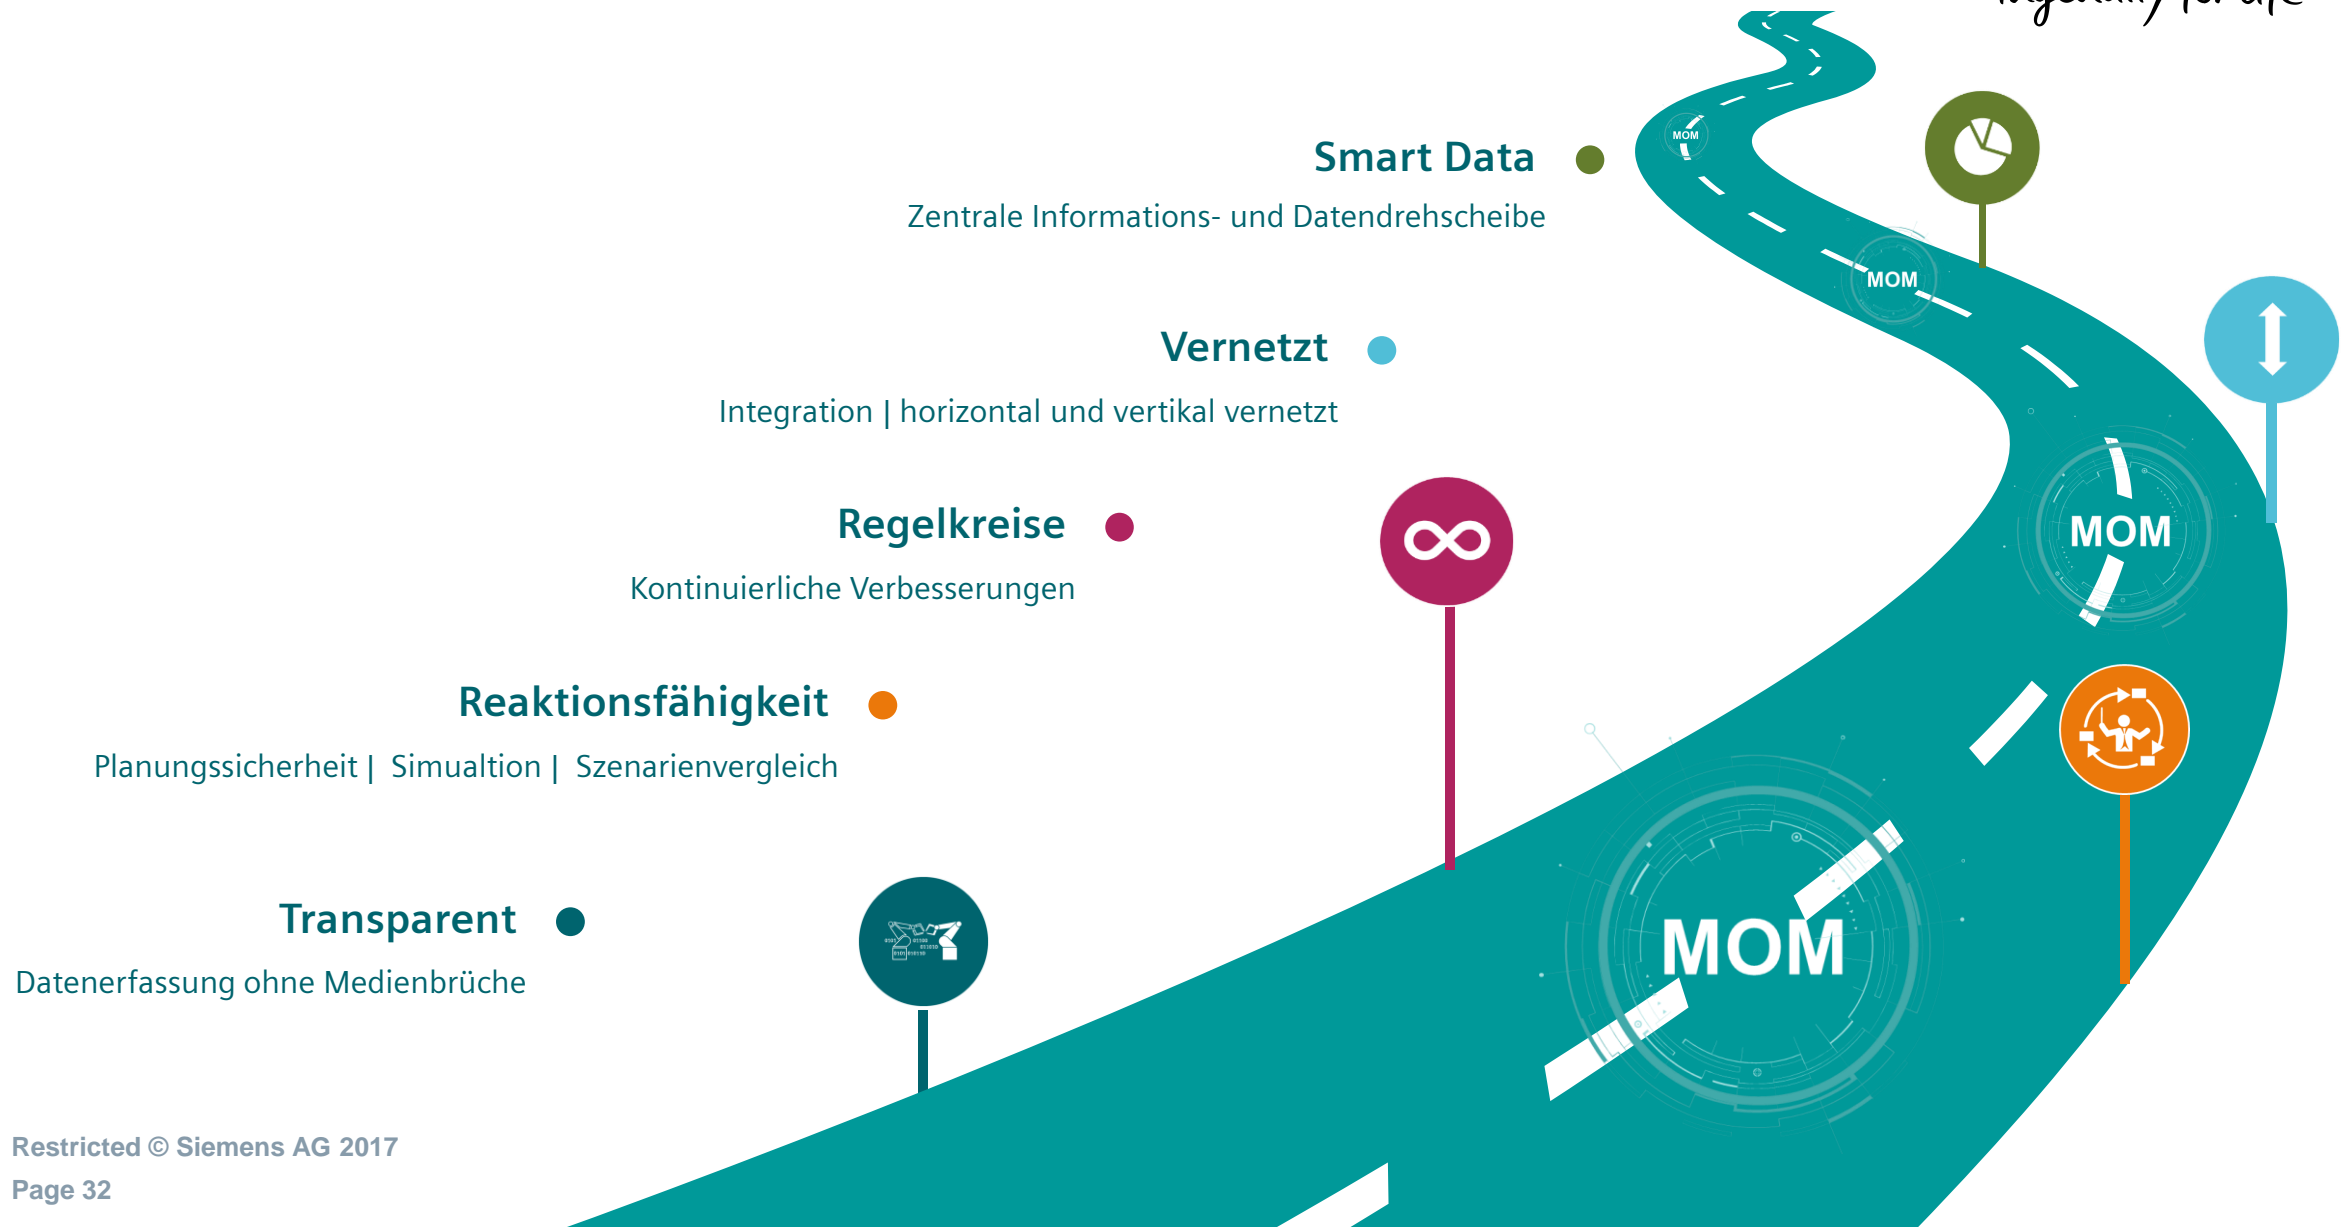 MOM
Smart Data
Zentrale Informations- und Datendrehscheibe
MOM
Vernetzt
Integration | horizontal und vertikal vernetzt
MOM
Regelkreise
Kontinuierliche Verbesserungen
Reaktionsfähigkeit
Planungssicherheit | Simualtion | Szenarienvergleich
MOM
Transparent
Datenerfassung ohne Medienbrüche
Restricted © Siemens AG 2017
Page 32